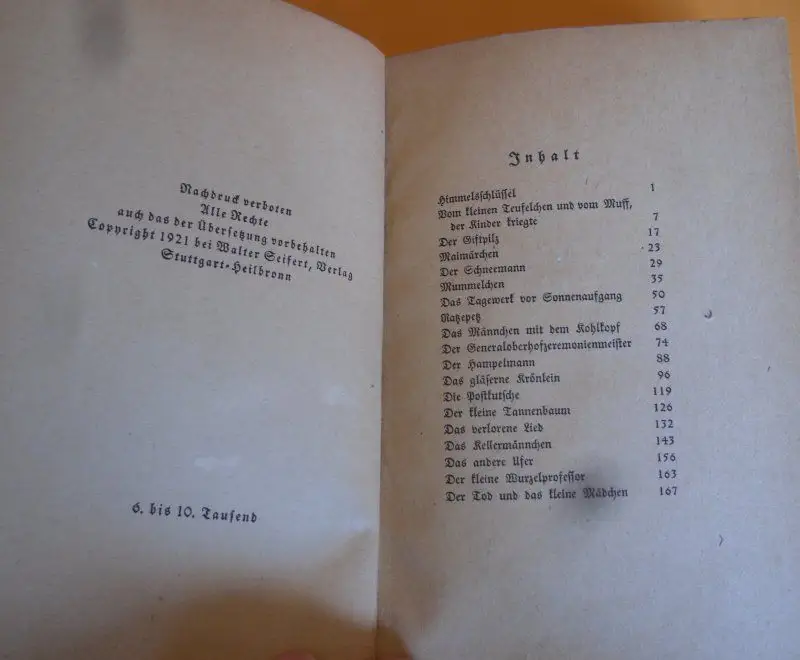 Nachdruck verboten
Alle Rechte
auch das der Übersetzung vorbehalten
Copyright 1921 bei Walter Seifert, Verlag
Stuttgart-Heilbronn
6. bis 10. Tausend
Inhalt
Himmelsschlüssel 1
Vom kleinen Teufelchen und vom Muff,
der Kinder kriegte 7
Der Giftpilz 17
Maimärchen 23
Der Schneemann 29
Mummelchen 35
Das Tagewerk vor Sonnenaufgang 50
Ratzepetz 57
Das Männchen mit dem Kohlkopf 68
Der Generaloberhofzeremonienmeister 74
Der Hampelmann 88
Das gläserne Krönlein 96
Die Postkutsche 119
Der kleine Tannenbaum 126
Das verlorene Lied 132
Das Kellermännchen 143
Das andere Ufer 156
Der kleine Wurzelprofessor 163
Der Tod und das kleine Mädchen 167